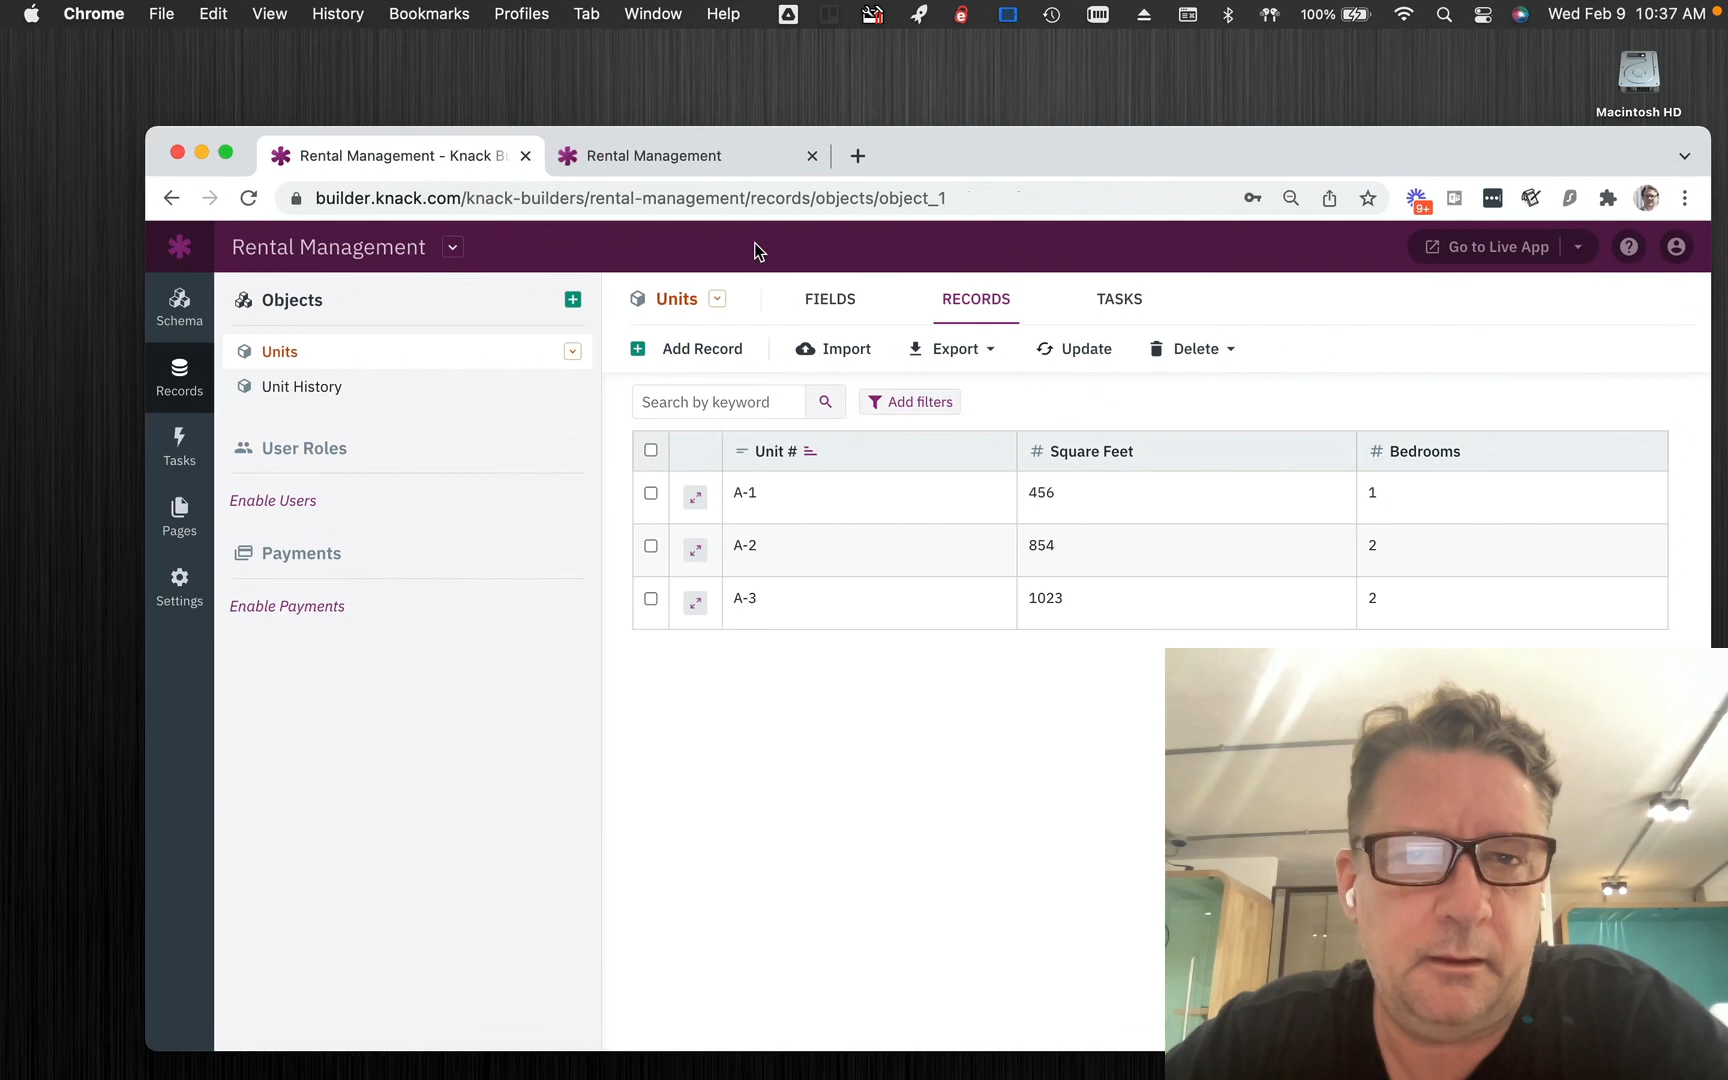 Chrome File Edit View History Bookmarks Profiles Tab Window Help 100% Wed Feb 9 10:37 AM
Macintosh HD
Rental Management - Knack Bu
Rental Management
builder.knack.com/knack-builders/rental-management/records/objects/object_1
9+
Rental Management
Go to Live App
Schema
Records
Tasks
Pages
Settings
Objects
Units
Unit History
User Roles
Enable Users
Payments
Enable Payments
Units FIELDS RECORDS TASKS
Add Record Import Export Update Delete
Search by keyword Add filters
Unit # # Square Feet # Bedrooms
A-1 456 1
A-2 854 2
A-3 1023 2